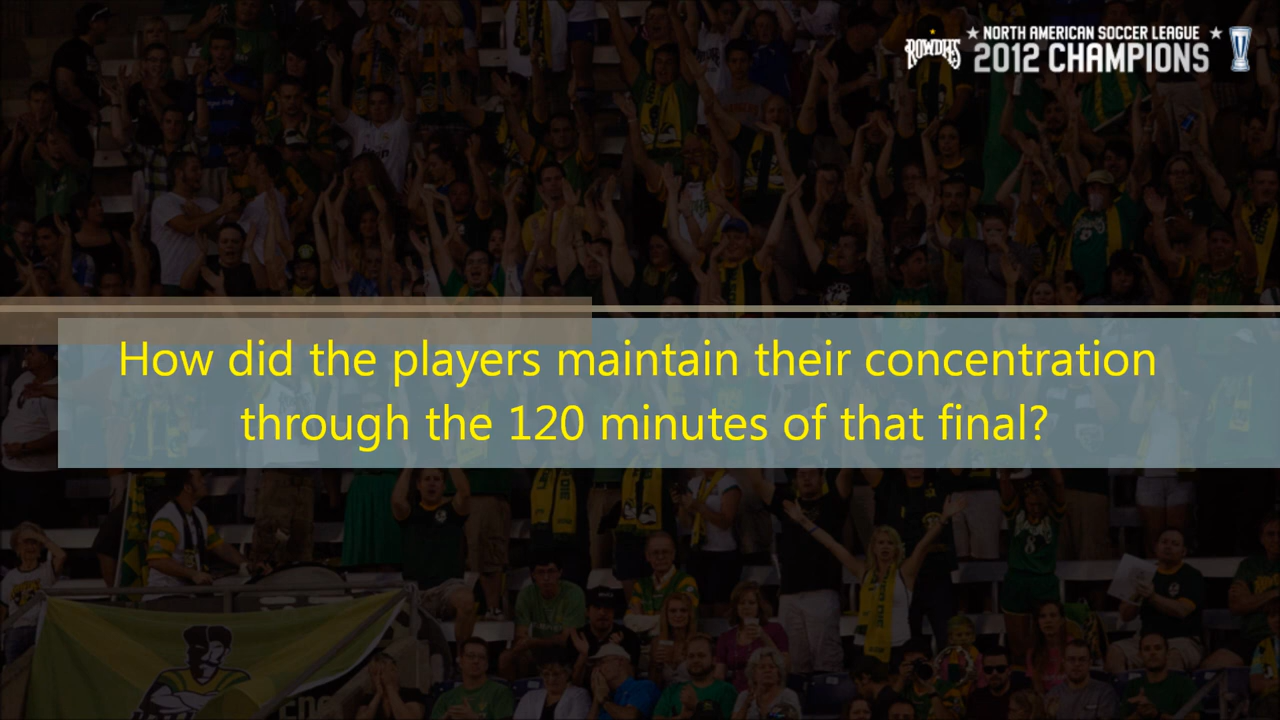 ROWDIES
NORTH AMERICAN SOCCER LEAGUE
2012 CHAMPIONS
How did the players maintain their concentration
through the 120 minutes of that final?